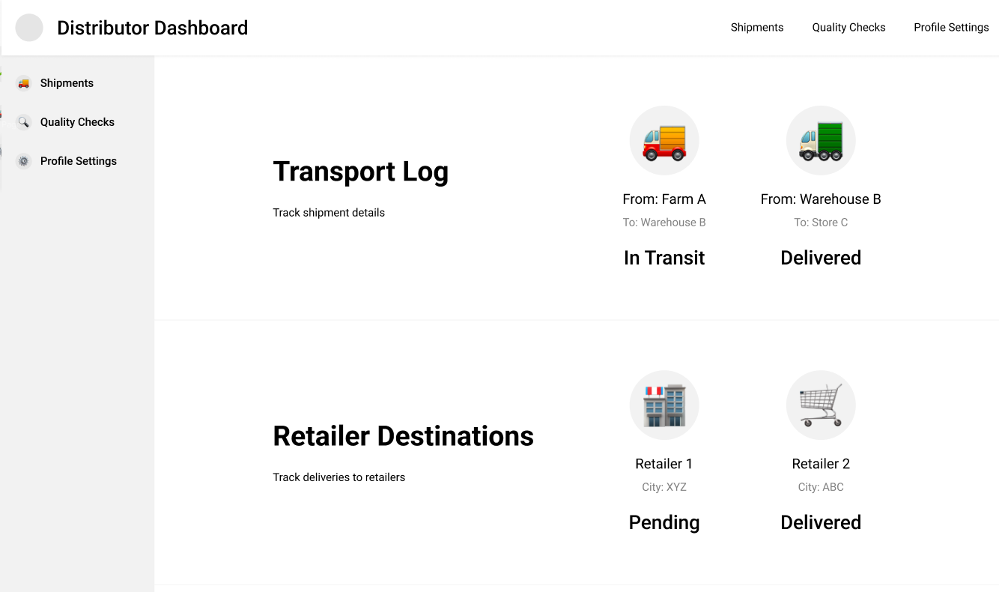 Distributor Dashboard
Shipments
Quality Checks
Profile Settings
Shipments
Quality Checks
Profile Settings
Transport Log
Track shipment details
From: Farm A
To: Warehouse B
In Transit
From: Warehouse B
To: Store C
Delivered
Retailer Destinations
Track deliveries to retailers
Retailer 1
City: XYZ
Pending
Retailer 2
City: ABC
Delivered